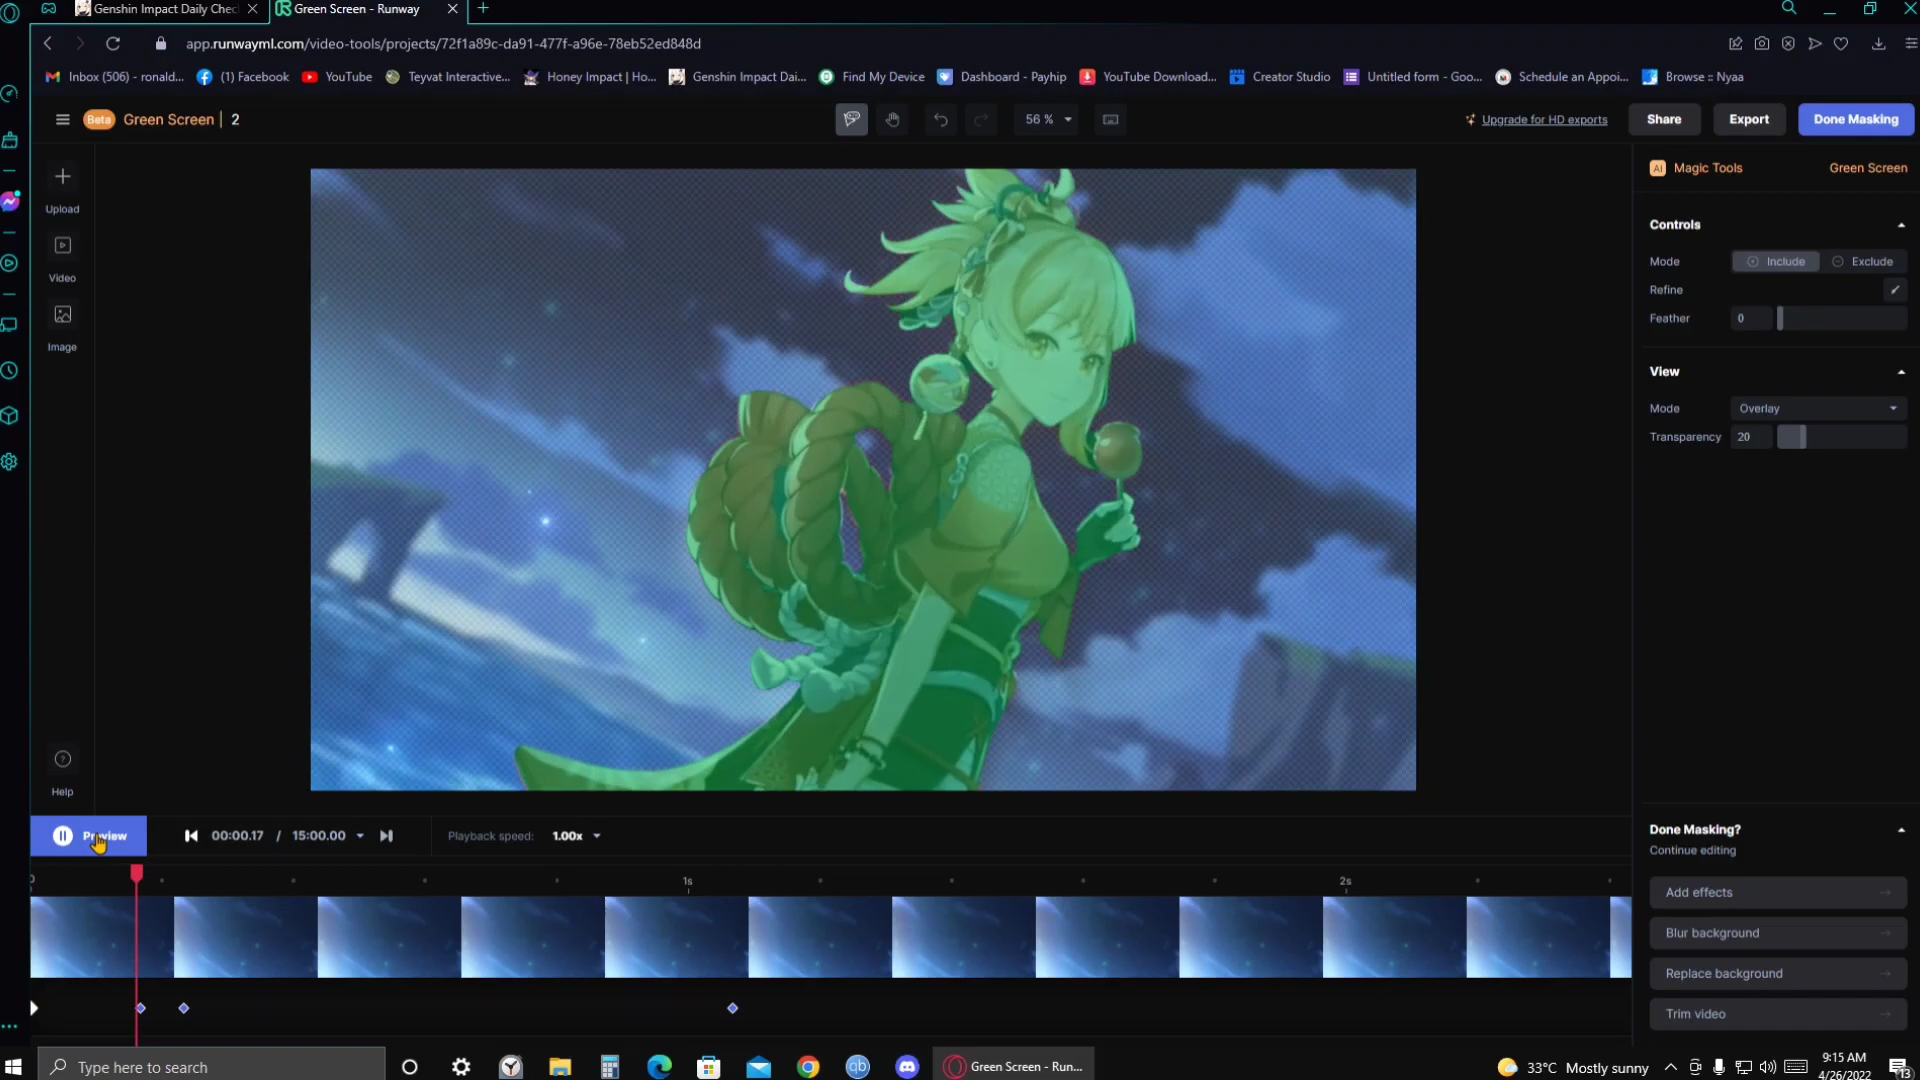 Genshin Impact Daily Chec
Green Screen - Runway
app.runwayml.com/video-tools/projects/72f1a89c-da91-477f-a96e-78eb52ed848d
Inbox (506) - ronald...
(1) Facebook
YouTube
Teyvat Interactive...
Honey Impact | Ho...
Genshin Impact Dai...
Find My Device
Dashboard - Payhip
YouTube Download...
Creator Studio
Untitled form - Goo...
Schedule an Appoi...
Browse :: Nyaa
Beta Green Screen | 2
56 %
Upgrade for HD exports
Share
Export
Done Masking
Upload
Video
Image
Help
AI Magic Tools
Green Screen
Controls
Mode Include Exclude
Refine
Feather 0
View
Mode Overlay
Transparency 20
Preview
00:00.17 / 15:00.00
Playback speed: 1.00x
1s
2s
Done Masking?
Continue editing
Add effects
Blur background
Replace background
Trim video
Type here to search
qb
Green Screen - Run...
33°C Mostly sunny
9:15 AM
4/26/2022
13